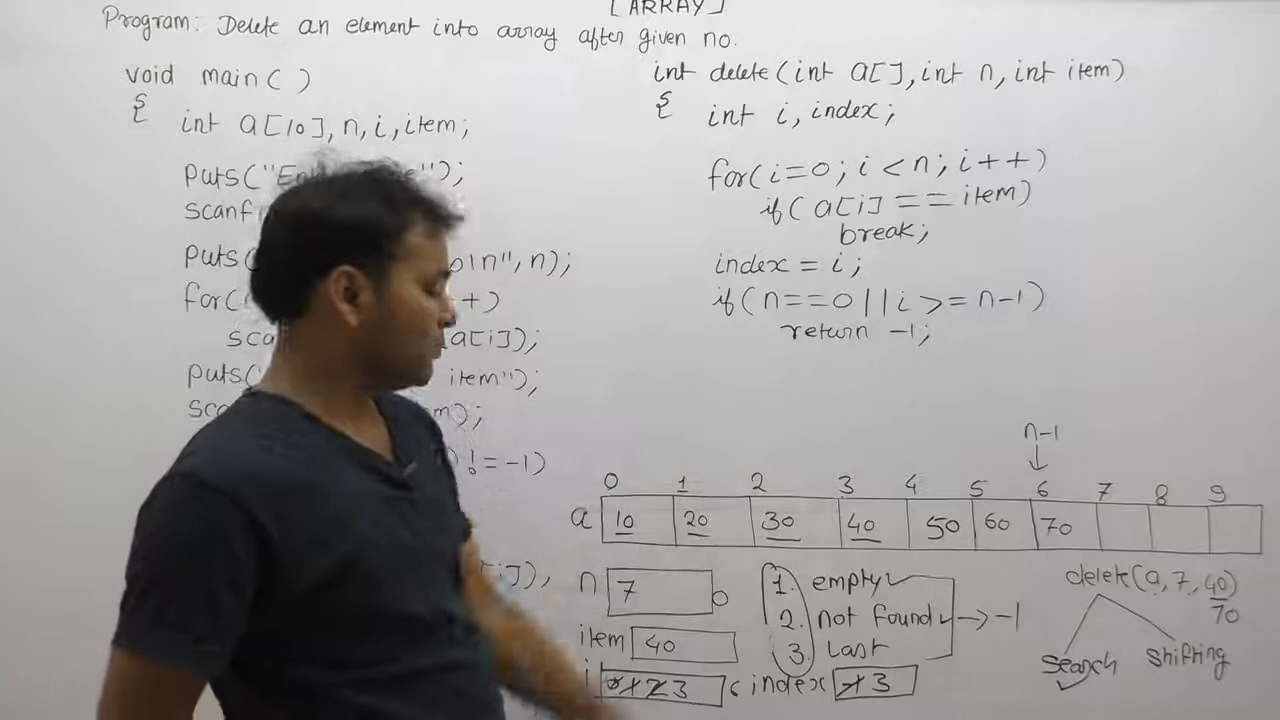 [ARRAY]
Program: Delete an element into array after given no.
void main( )
{
int a[10], n, i, item;
puts("En e");
scanf
puts( o\n", n);
for( ++)
sca a[i]);
puts( item");
sc m);
!=-1)
[i]),
int delete(int a[], int n, int item)
{ int i, index;
for(i=0; i<n; i++)
if(a[i] == item)
break;
index = i;
if(n==0 || i >= n-1)
return -1;
n-1
0 1 2 3 4 5 6 7 8 9
a 10 20 30 40 50 60 70
n 7 0
item 40
i 0 1 2 3 < index 3
1. empty
2. not found → -1
3. Last
delete(a, 7, 40)
70
Search Shifting